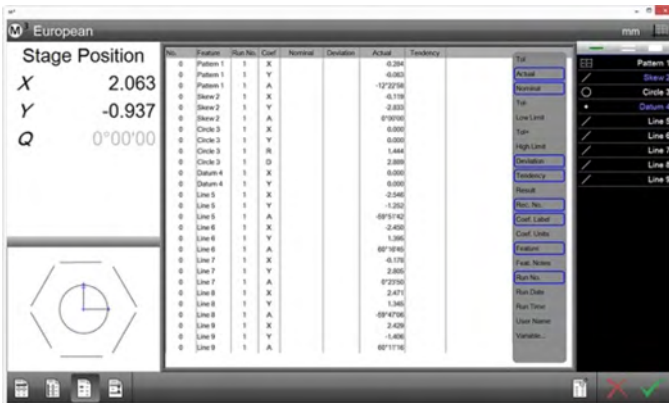 M³ European mm
Stage Position
X 2.063
Y -0.937
Q 0°00'00
No. Feature Run No. Coef Nominal Deviation Actual Tendency
0 Pattern 1 1 X -0.284
0 Pattern 1 1 Y -0.063
0 Pattern 1 1 A -12°22'58
0 Skew 2 1 X -6.119
0 Skew 2 1 Y -2.833
0 Skew 2 1 A 0°00'00
0 Circle 3 1 X 0.000
0 Circle 3 1 Y 0.000
0 Circle 3 1 R 1.444
0 Circle 3 1 D 2.889
0 Datum 4 1 X 0.000
0 Datum 4 1 Y 0.000
0 Line 5 1 X -2.546
0 Line 5 1 Y -1.252
0 Line 5 1 A -59°51'42
0 Line 6 1 X -2.450
0 Line 6 1 Y 1.395
0 Line 6 1 A 60°16'45
0 Line 7 1 X -0.178
0 Line 7 1 Y 2.805
0 Line 7 1 A 0°23'50
0 Line 8 1 X 2.471
0 Line 8 1 Y 1.345
0 Line 8 1 A -59°47'06
0 Line 9 1 X 2.429
0 Line 9 1 Y -1.406
0 Line 9 1 A 60°11'16
Tol
Actual
Nominal
Tol-
Low Limit
Tol+
High Limit
Deviation
Tendency
Result
Rec. No.
Coef. Label
Coef. Units
Feature
Feat. Notes
Run No.
Run Date
Run Time
User Name
Variable...
Pattern 1
Skew 2
Circle 3
Datum 4
Line 5
Line 6
Line 7
Line 8
Line 9